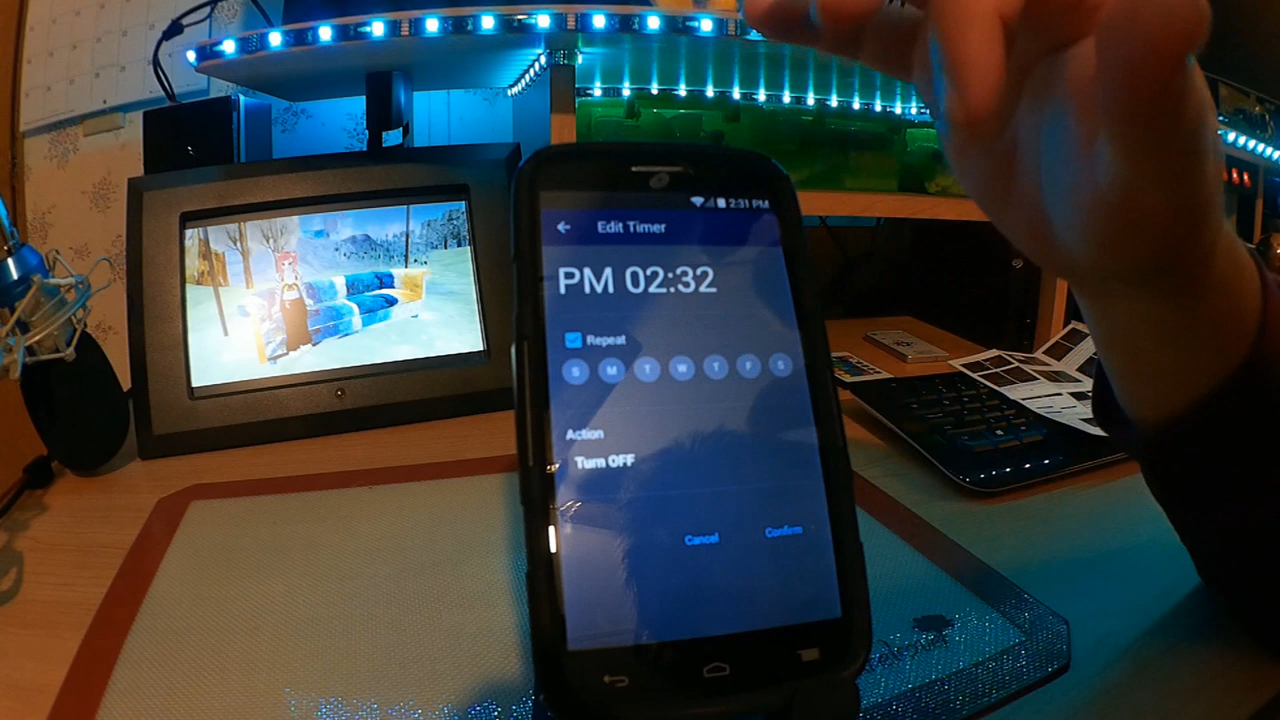 2:31 PM
Edit Timer
PM 02:32
Repeat
S M T W T F S
Action
Turn OFF
Cancel Confirm